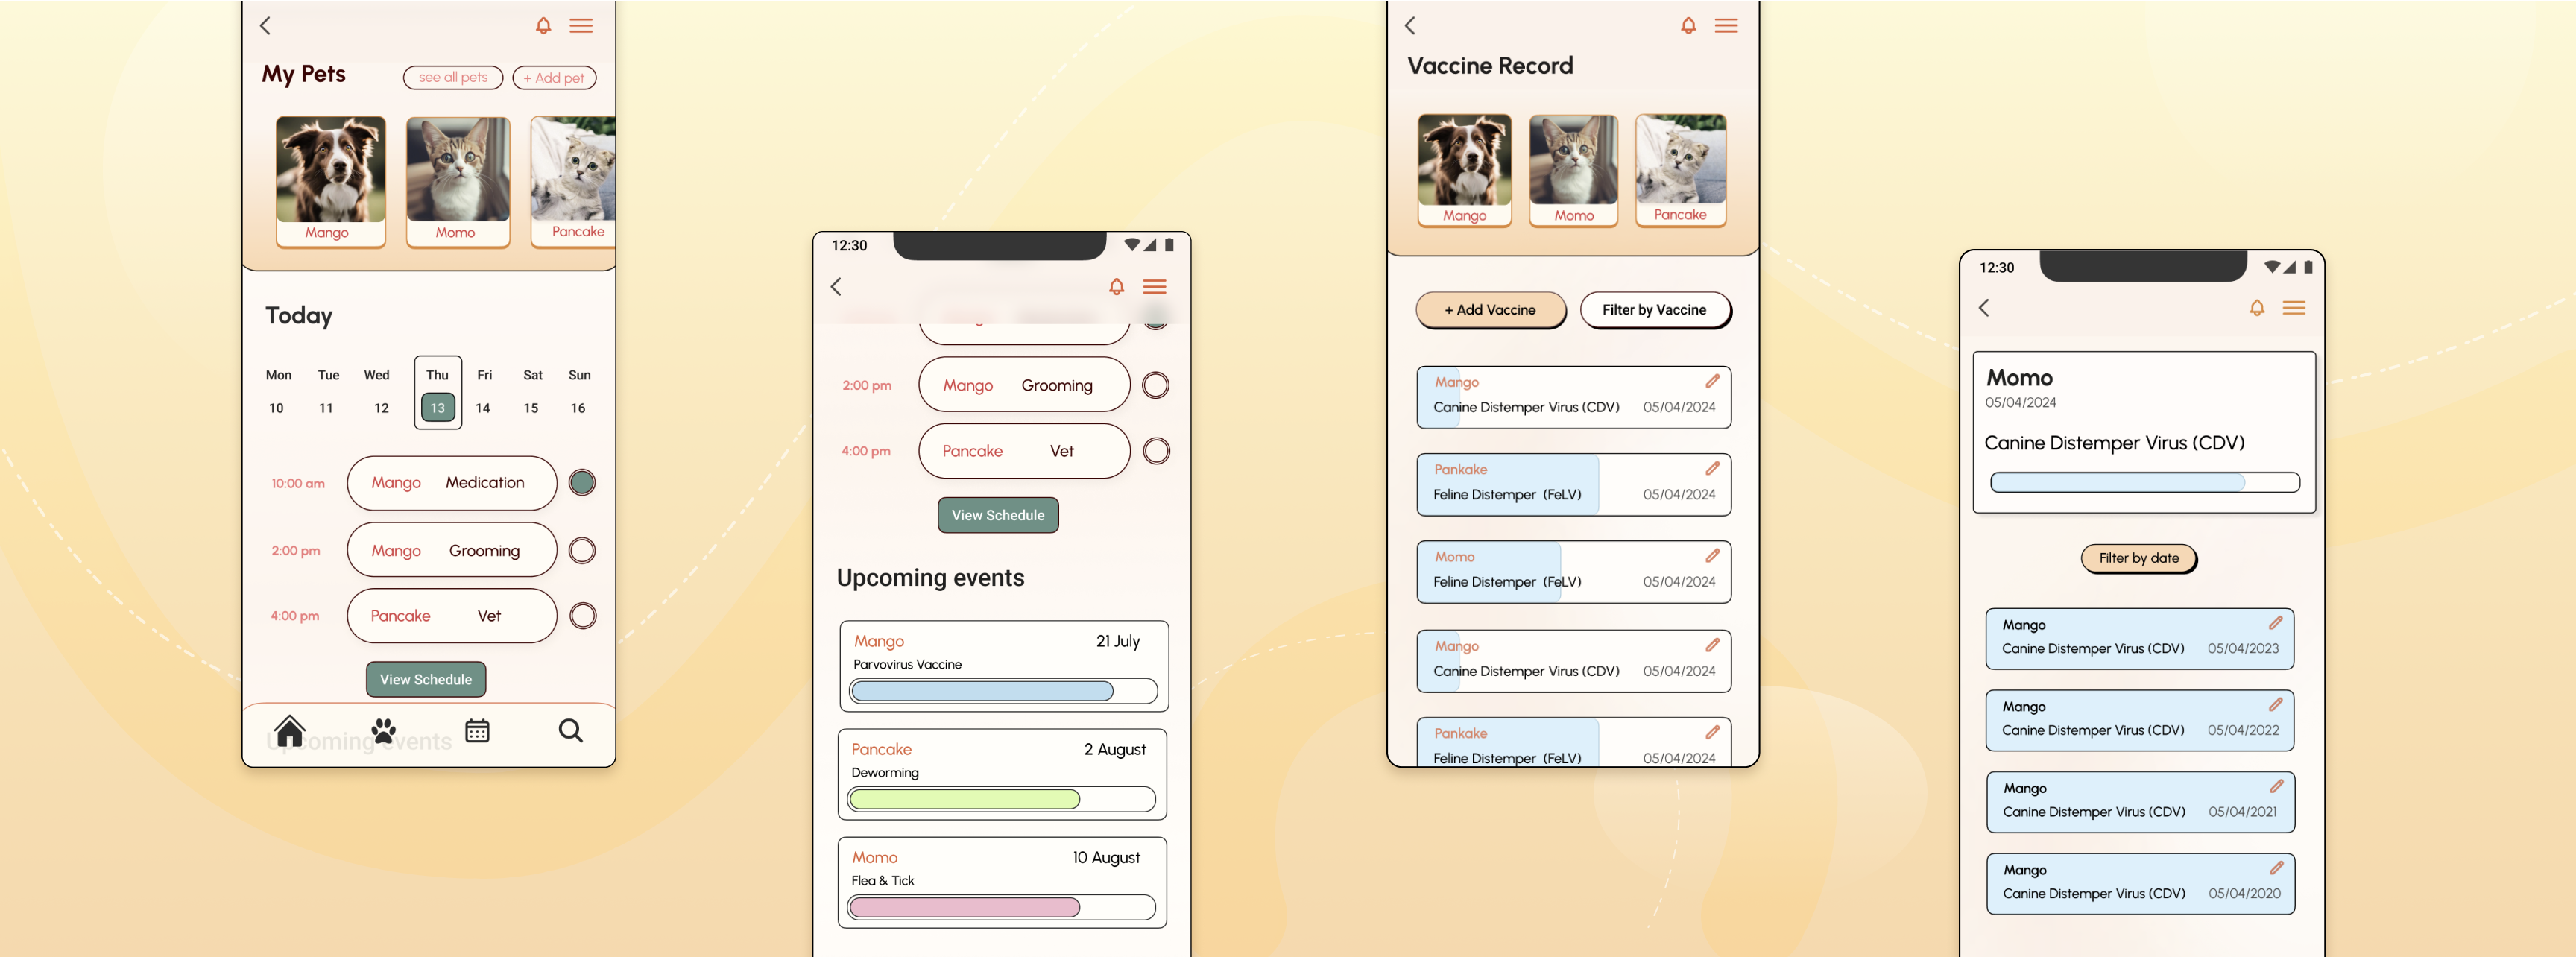 My Pets
see all pets
+ Add pet
Mango
Momo
Pancake
Today
Mon Tue Wed Thu Fri Sat Sun
10 11 12 13 14 15 16
10:00 am Mango Medication
2:00 pm Mango Grooming
4:00 pm Pancake Vet
View Schedule
Upcoming events
12:30
2:00 pm Mango Grooming
4:00 pm Pancake Vet
View Schedule
Upcoming events
Mango 21 July
Parvovirus Vaccine
Pancake 2 August
Deworming
Momo 10 August
Flea & Tick
Vaccine Record
Mango
Momo
Pancake
+ Add Vaccine
Filter by Vaccine
Mango
Canine Distemper Virus (CDV) 05/04/2024
Pankake
Feline Distemper (FeLV) 05/04/2024
Momo
Feline Distemper (FeLV) 05/04/2024
Mango
Canine Distemper Virus (CDV) 05/04/2024
Pankake
Feline Distemper (FeLV) 05/04/2024
12:30
Momo
05/04/2024
Canine Distemper Virus (CDV)
Filter by date
Mango
Canine Distemper Virus (CDV) 05/04/2023
Mango
Canine Distemper Virus (CDV) 05/04/2022
Mango
Canine Distemper Virus (CDV) 05/04/2021
Mango
Canine Distemper Virus (CDV) 05/04/2020